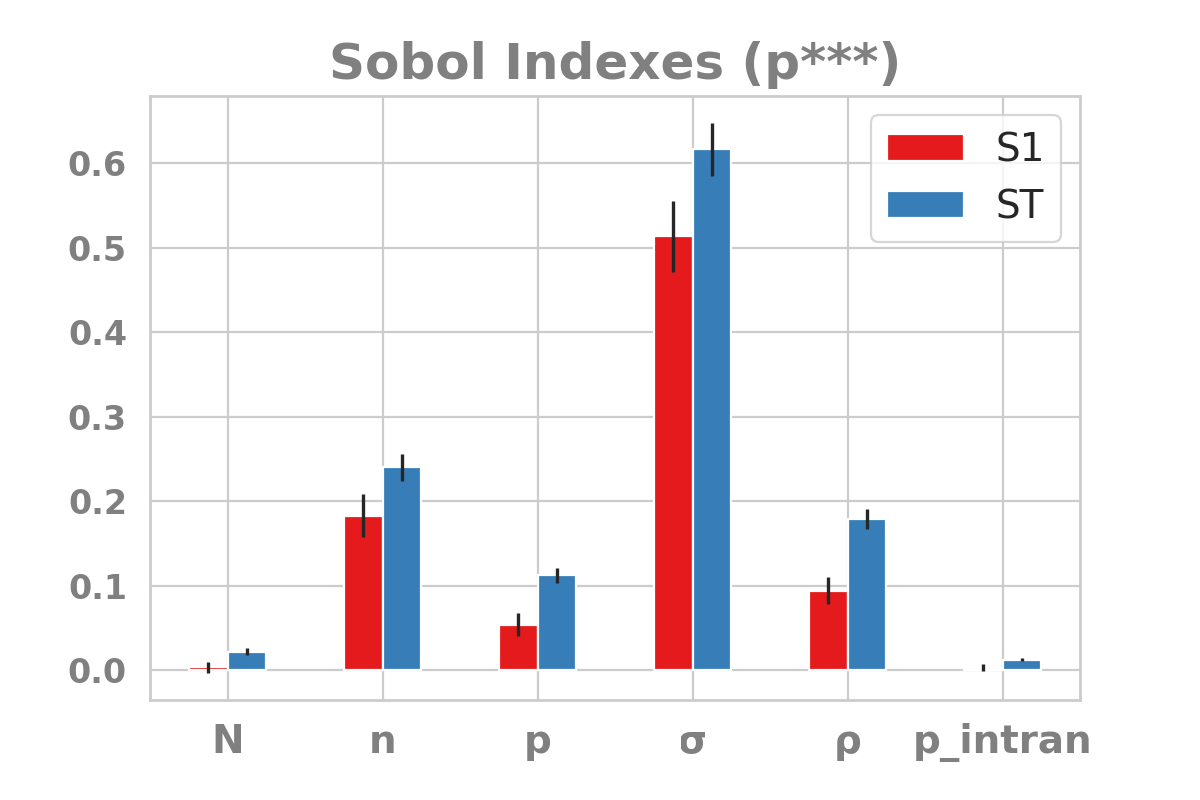 Sobol Indexes (p***)
S1
ST
0.6
0.5
0.4
0.3
0.2
0.1
0.0
N n p σ ρ p_intran